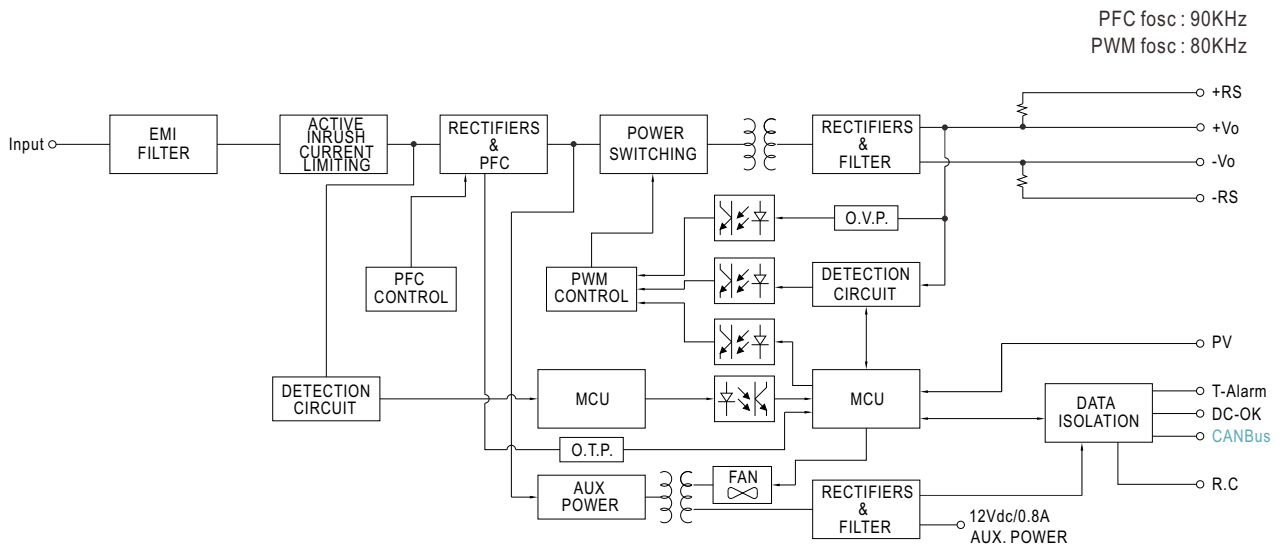 PFC fosc : 90KHz
PWM fosc : 80KHz
Input
EMI
FILTER
ACTIVE
INRUSH
CURRENT
LIMITING
RECTIFIERS
&
PFC
POWER
SWITCHING
RECTIFIERS
&
FILTER
+RS
+Vo
-Vo
-RS
O.V.P.
PFC
CONTROL
PWM
CONTROL
DETECTION
CIRCUIT
PV
DETECTION
CIRCUIT
MCU
MCU
DATA
ISOLATION
T-Alarm
DC-OK
CANBus
O.T.P.
AUX
POWER
FAN
RECTIFIERS
&
FILTER
R.C
12Vdc/0.8A
AUX. POWER